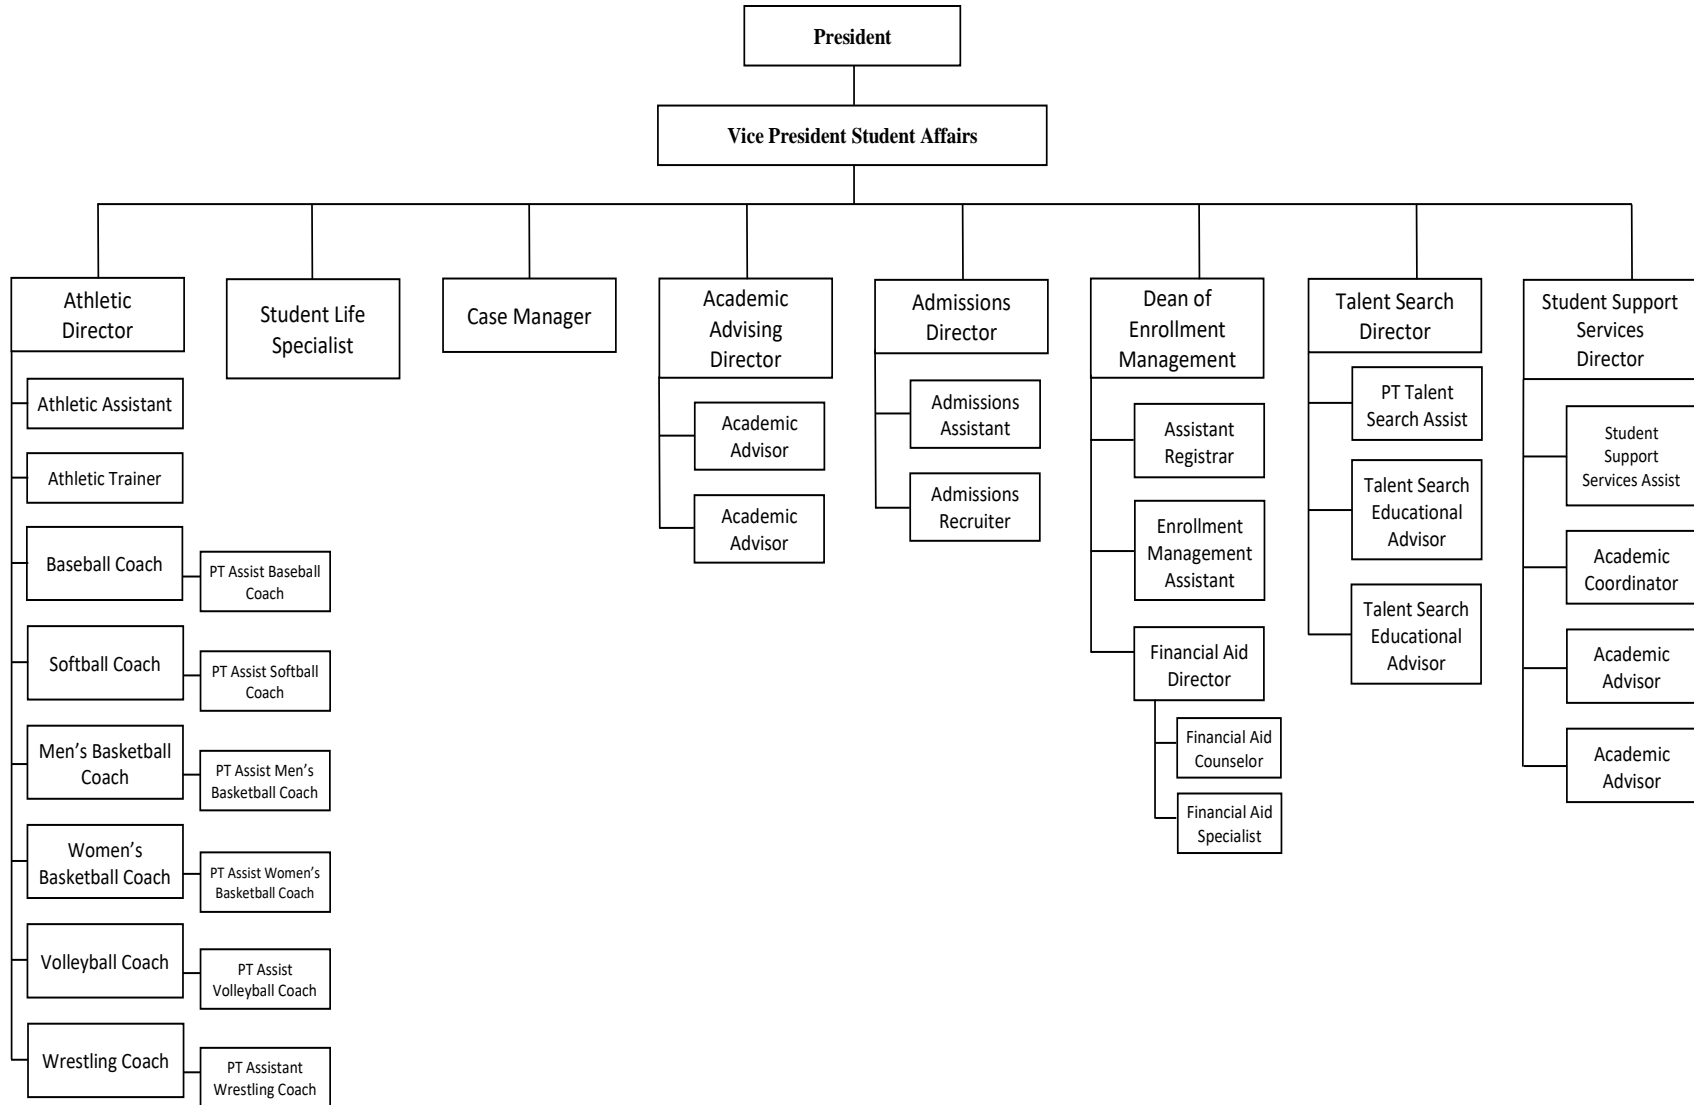 President
Vice President Student Affairs
Athletic
Director
Student Life
Specialist
Case Manager
Academic
Advising
Director
Admissions
Director
Dean of
Enrollment
Management
Talent Search
Director
Student Support
Services
Director
Athletic Assistant
Athletic Trainer
Baseball Coach
PT Assist Baseball
Coach
Softball Coach
PT Assist Softball
Coach
Men’s Basketball
Coach
PT Assist Men’s
Basketball Coach
Women’s
Basketball Coach
PT Assist Women’s
Basketball Coach
Volleyball Coach
PT Assist
Volleyball Coach
Wrestling Coach
PT Assistant
Wrestling Coach
Academic
Advisor
Academic
Advisor
Admissions
Assistant
Admissions
Recruiter
Assistant
Registrar
Enrollment
Management
Assistant
Financial Aid
Director
Financial Aid
Counselor
Financial Aid
Specialist
PT Talent
Search Assist
Talent Search
Educational
Advisor
Talent Search
Educational
Advisor
Student
Support
Services Assist
Academic
Coordinator
Academic
Advisor
Academic
Advisor